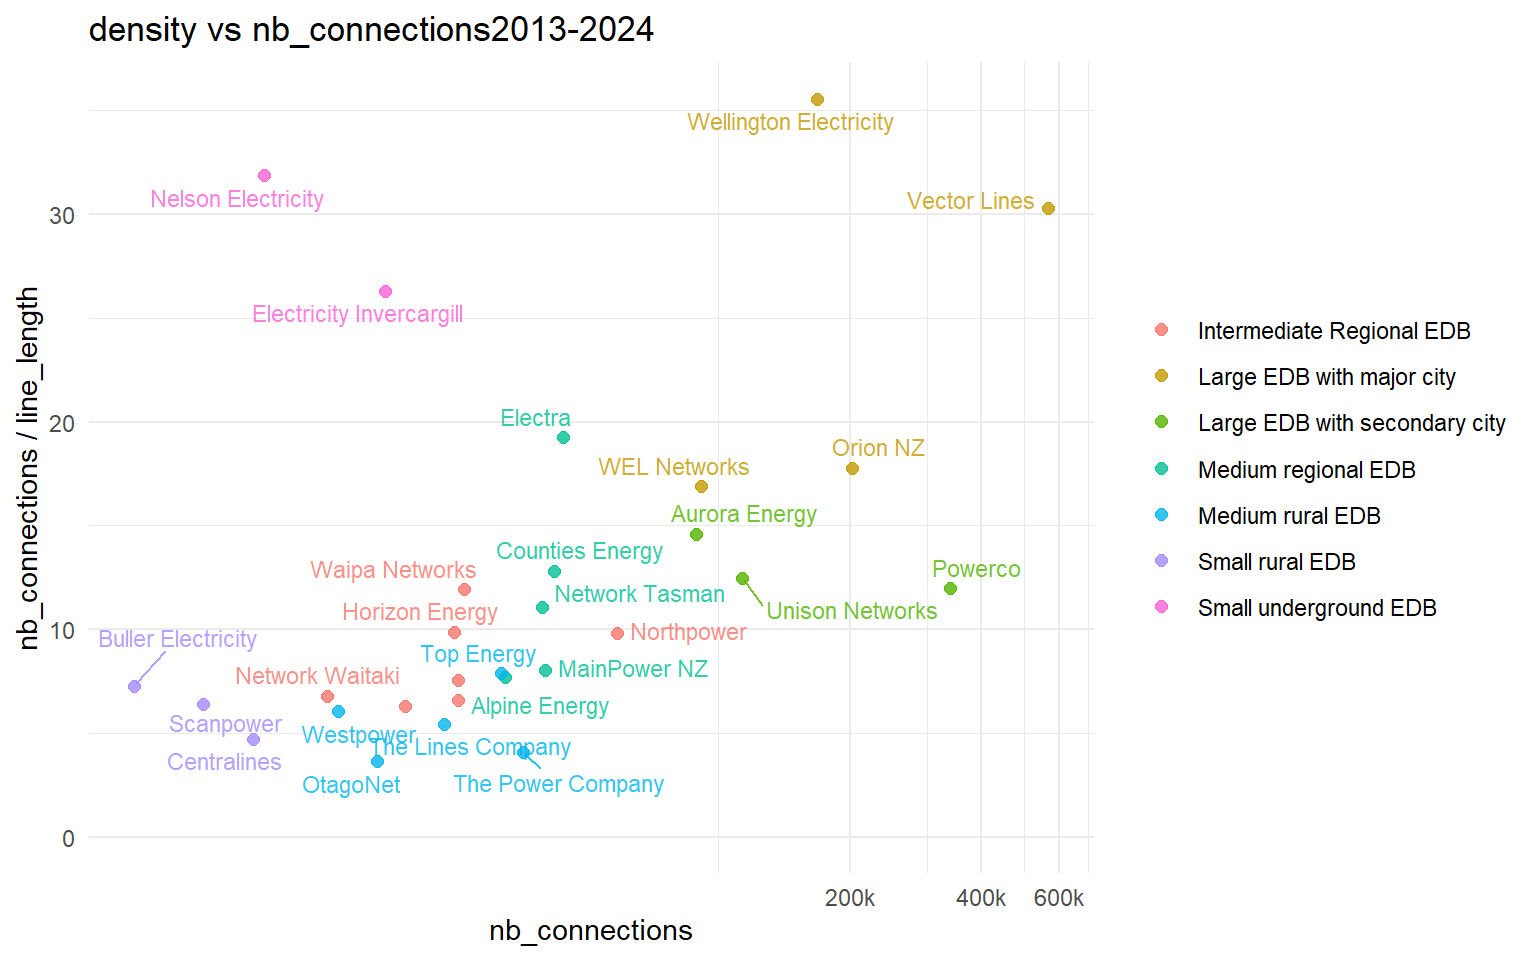 density vs nb_connections2013-2024
nb_connections / line_length
30
20
10
0
Wellington Electricity
Nelson Electricity
Vector Lines
Electricity Invercargill
Electra
Orion NZ
WEL Networks
Aurora Energy
Counties Energy
Waipa Networks
Powerco
Network Tasman
Horizon Energy
Unison Networks
Northpower
Buller Electricity
Top Energy
MainPower NZ
Network Waitaki
Alpine Energy
Scanpower
Westpower
The Lines Company
Centralines
OtagoNet
The Power Company
200k
400k
600k
nb_connections
Intermediate Regional EDB
Large EDB with major city
Large EDB with secondary city
Medium regional EDB
Medium rural EDB
Small rural EDB
Small underground EDB